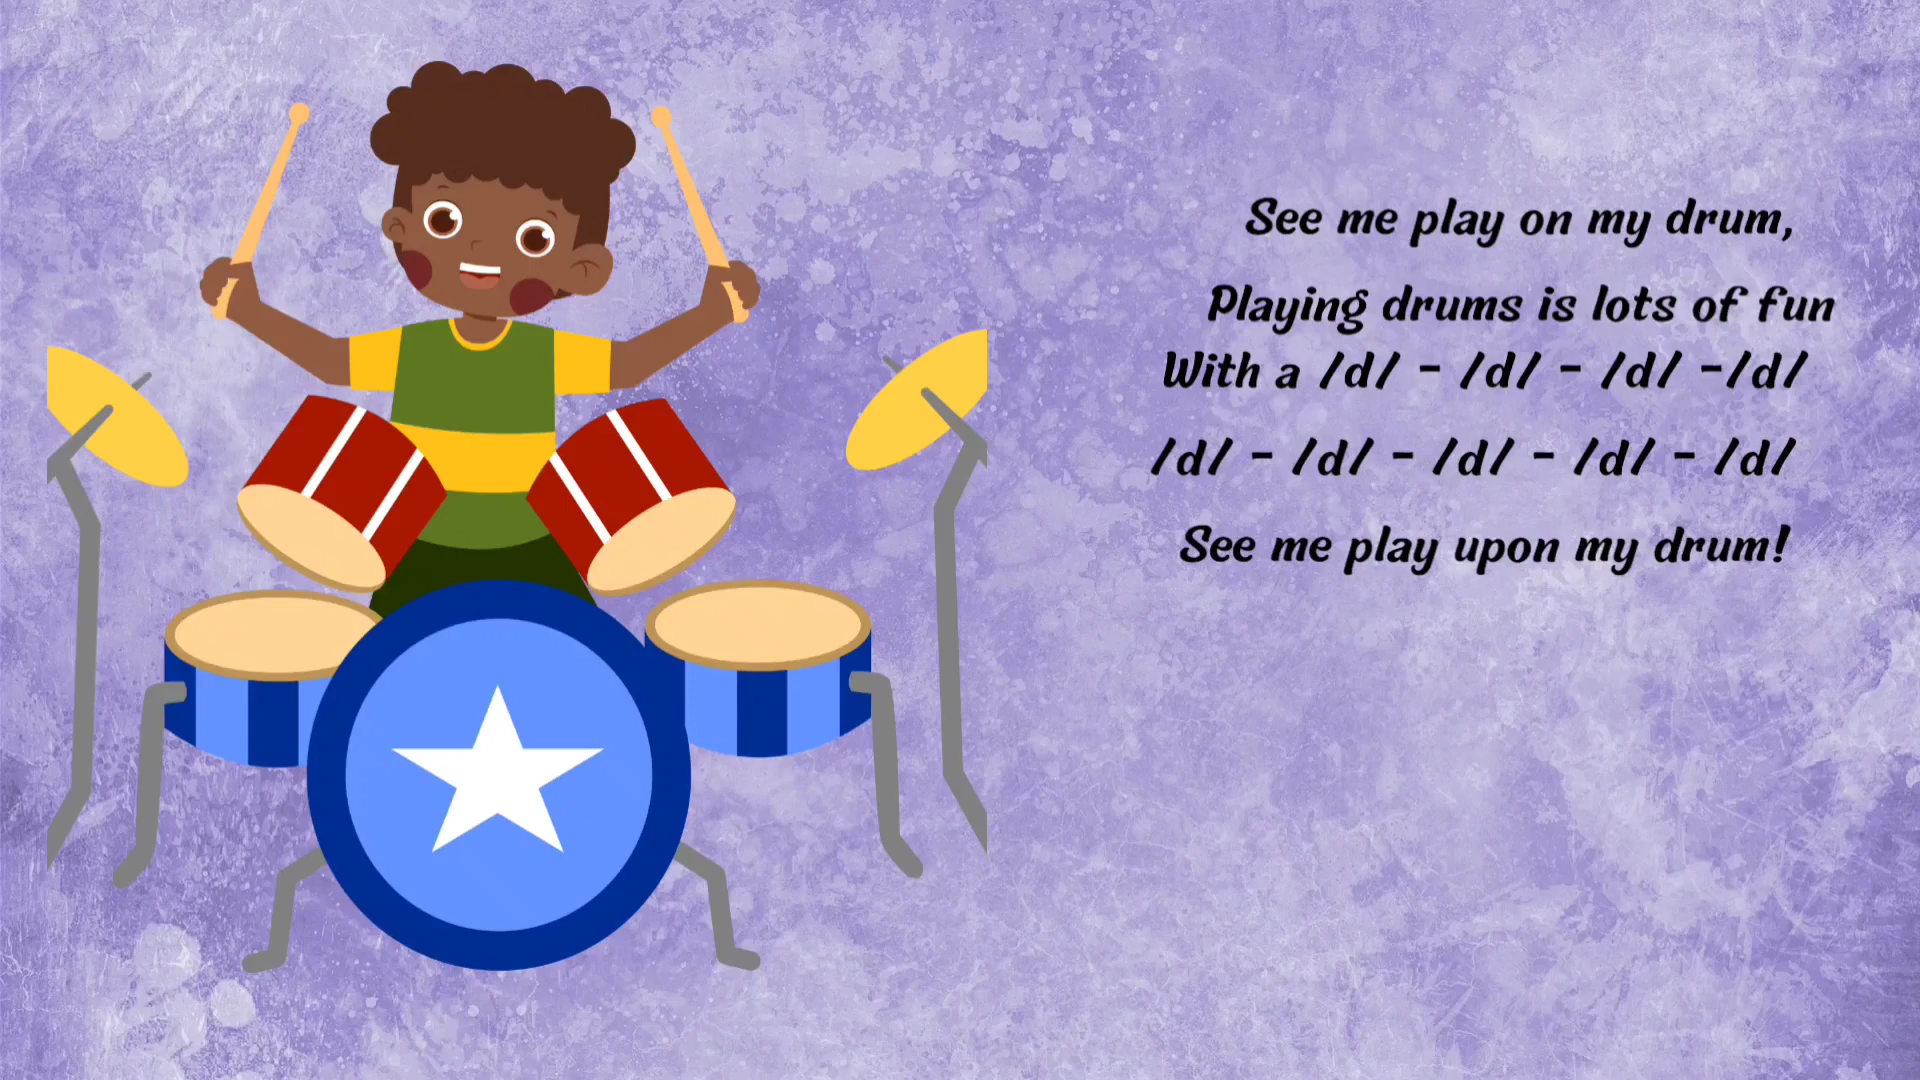 See me play on my drum,
Playing drums is lots of fun
With a /d/ - /d/ - /d/ -/d/
/d/ - /d/ - /d/ - /d/ - /d/
See me play upon my drum!